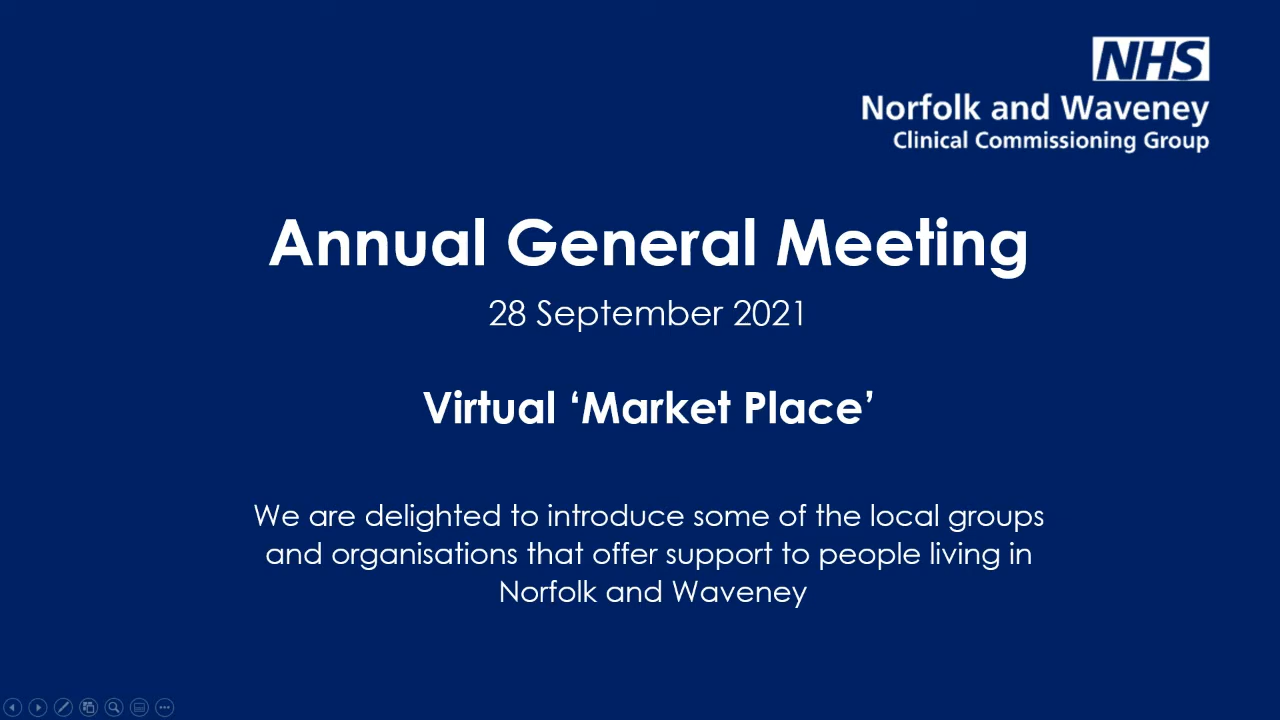 NHS
Norfolk and Waveney
Clinical Commissioning Group
Annual General Meeting
28 September 2021
Virtual ‘Market Place’
We are delighted to introduce some of the local groups
and organisations that offer support to people living in
Norfolk and Waveney